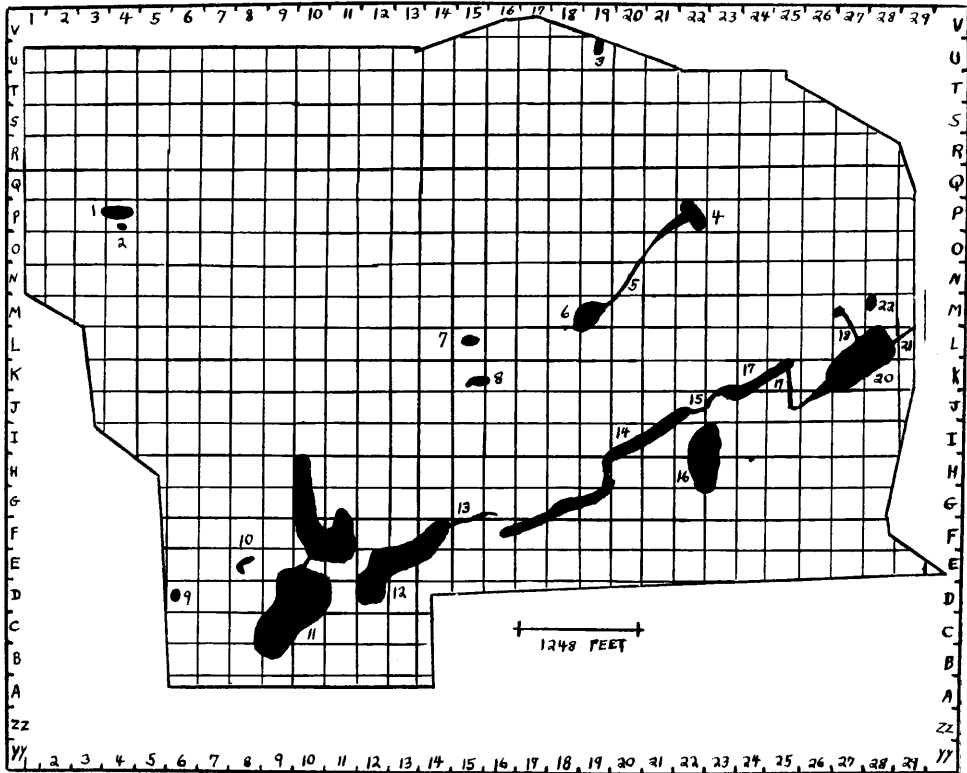 1 2 3 4 5 6 7 8 9 10 11 12 13 14 15 16 17 18 19 20 21 22 23 24 25 26 27 28 29
V V
U 3 U
T T
S S
R R
Q Q
P 1 4 P
O 2 O
N 5 N
M 6 22 M
L 7 18 21 L
K 8 17 17 20 K
J 15 J
I 14 I
H 16 H
G 13 G
F 10 F
E E
D 9 12 D
C 11 C
1248 FEET
B B
A A
ZZ ZZ
YY YY
1 2 3 4 5 6 7 8 9 10 11 12 13 14 15 16 17 18 19 20 21 22 23 24 25 26 27 28 29